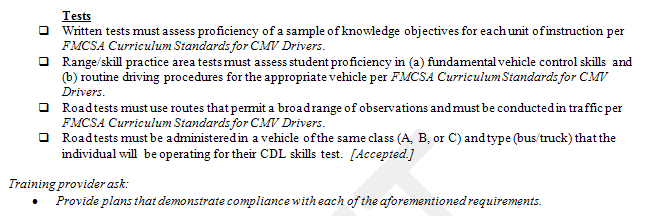 Tests
☐ Written tests must assess proficiency of a sample of knowledge objectives for each unit of instruction per
FMCSA Curriculum Standards for CMV Drivers.
☐ Range/skill practice area tests must assess student proficiency in (a) fundamental vehicle control skills and
(b) routine driving procedures for the appropriate vehicle per FMCSA Curriculum Standards for CMV
Drivers.
☐ Road tests must use routes that permit a broad range of observations and must be conducted in traffic per
FMCSA Curriculum Standards for CMV Drivers.
☐ Road tests must be administered in a vehicle of the same class (A, B, or C) and type (bus/truck) that the
individual will be operating for their CDL skills test. [Accepted.]
Training provider ask:
• Provide plans that demonstrate compliance with each of the aforementioned requirements.